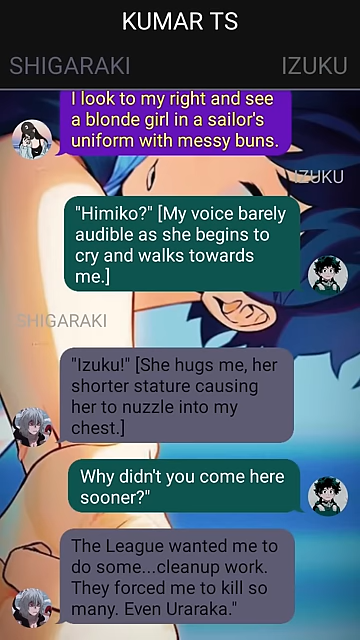 KUMAR TS
SHIGARAKI IZUKU
I look to my right and see
a blonde girl in a sailor's
uniform with messy buns.
IZUKU
"Himiko?" [My voice barely
audible as she begins to
cry and walks towards
me.]
SHIGARAKI
"Izuku!" [She hugs me, her
shorter stature causing
her to nuzzle into my
chest.]
Why didn't you come here
sooner?"
The League wanted me to
do some...cleanup work.
They forced me to kill so
many. Even Uraraka."